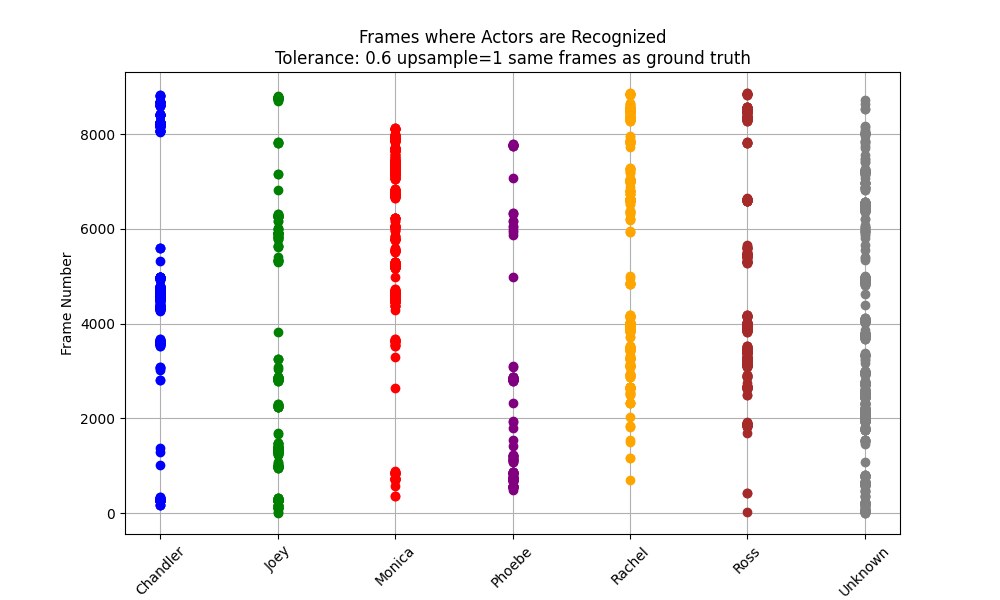 Frames where Actors are Recognized
Tolerance: 0.6 upsample=1 same frames as ground truth
Frame Number
8000
6000
4000
2000
0
Chandler
Joey
Monica
Phoebe
Rachel
Ross
Unknown